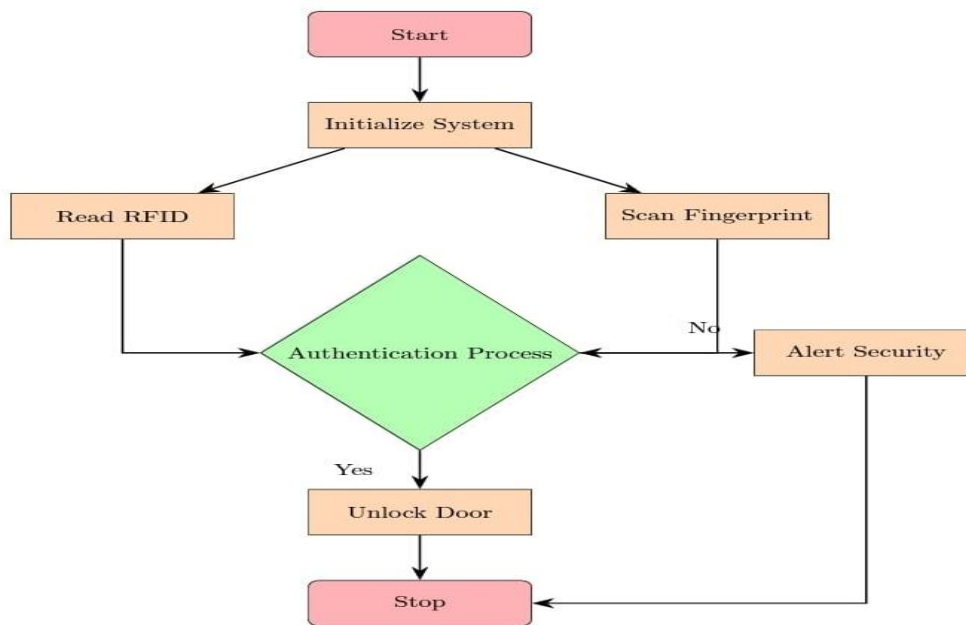 Start
Initialize System
Read RFID
Scan Fingerprint
No
Authentication Process
Alert Security
Yes
Unlock Door
Stop